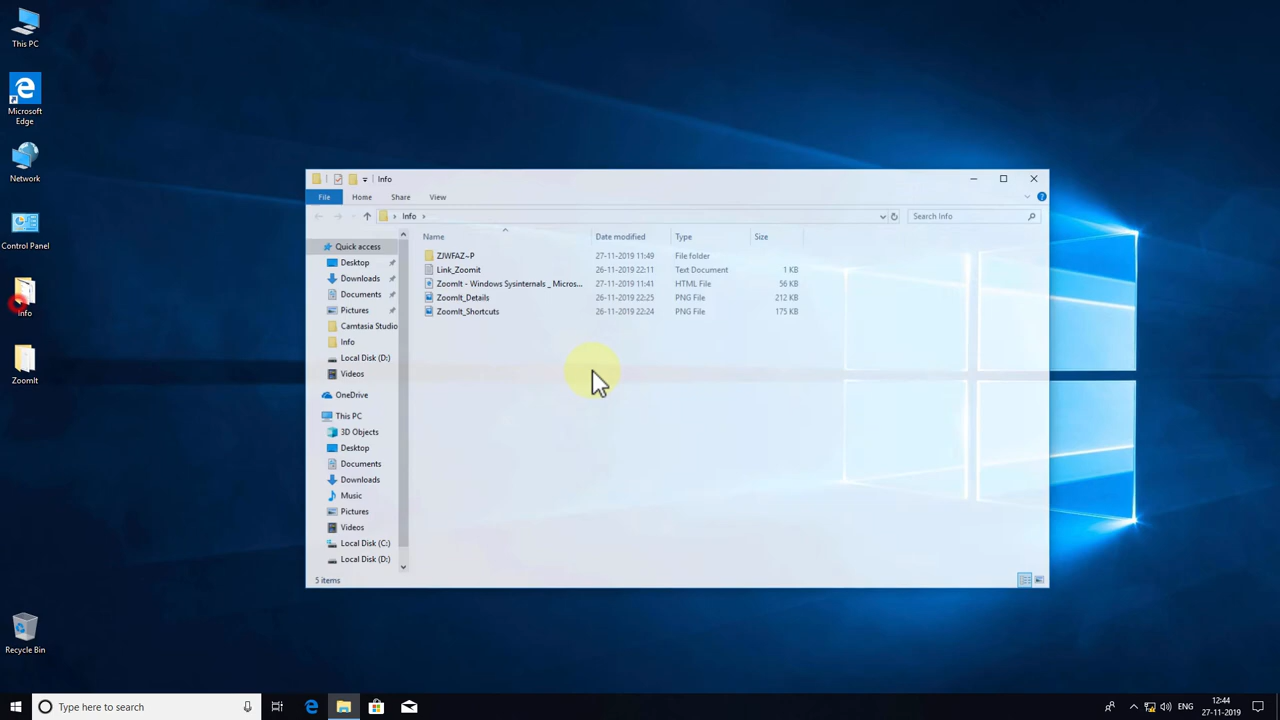 This PC
Microsoft
Edge
Network
Control Panel
Info
ZoomIt
Recycle Bin
Info
File Home Share View
Info
Search Info
Name Date modified Type Size
Quick access
Desktop
Downloads
Documents
Pictures
Camtasia Studio
Info
Local Disk (D:)
Videos
OneDrive
This PC
3D Objects
Desktop
Documents
Downloads
Music
Pictures
Videos
Local Disk (C:)
Local Disk (D:)
ZJWFAZ~P 27-11-2019 11:49 File folder
Link_Zoomit 26-11-2019 22:11 Text Document 1 KB
ZoomIt - Windows Sysinternals _ Micros... 27-11-2019 11:41 HTML File 56 KB
ZoomIt_Details 26-11-2019 22:25 PNG File 212 KB
ZoomIt_Shortcuts 26-11-2019 22:24 PNG File 175 KB
5 items
Type here to search
ENG
12:44
27-11-2019